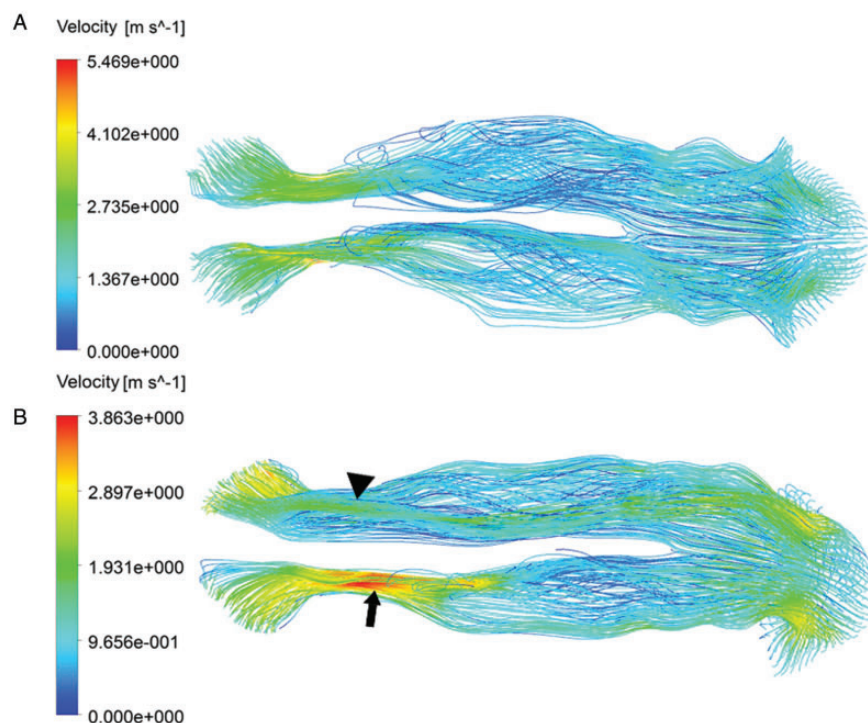 A
Velocity [m s^-1]
5.469e+000
4.102e+000
2.735e+000
1.367e+000
0.000e+000
Velocity [m s^-1]
B
3.863e+000
2.897e+000
1.931e+000
9.656e-001
0.000e+000